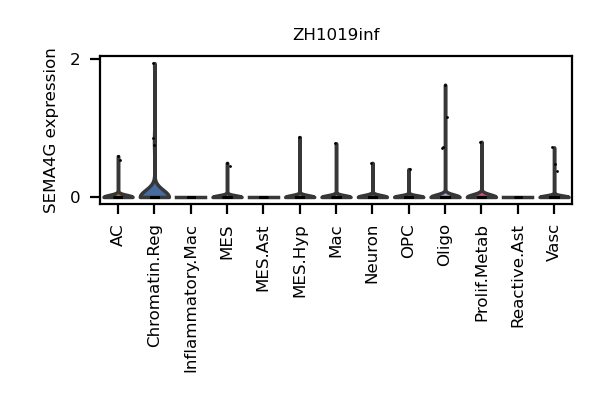 ZH1019inf
SEMA4G expression
2
0
AC
Chromatin.Reg
Inflammatory.Mac
MES
MES.Ast
MES.Hyp
Mac
Neuron
OPC
Oligo
Prolif.Metab
Reactive.Ast
Vasc